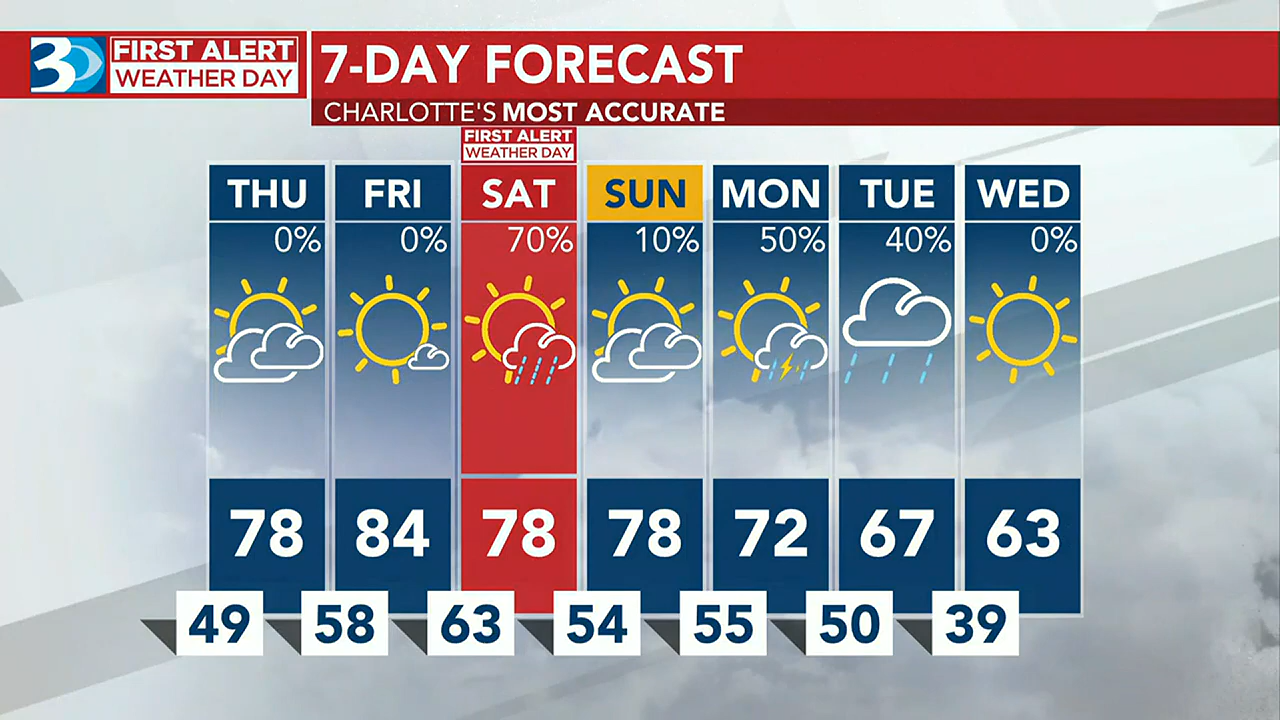 3 FIRST ALERT
WEATHER DAY
7-DAY FORECAST
CHARLOTTE'S MOST ACCURATE
FIRST ALERT
WEATHER DAY
THU FRI SAT SUN MON TUE WED
0% 0% 70% 10% 50% 40% 0%
78 84 78 78 72 67 63
49 58 63 54 55 50 39